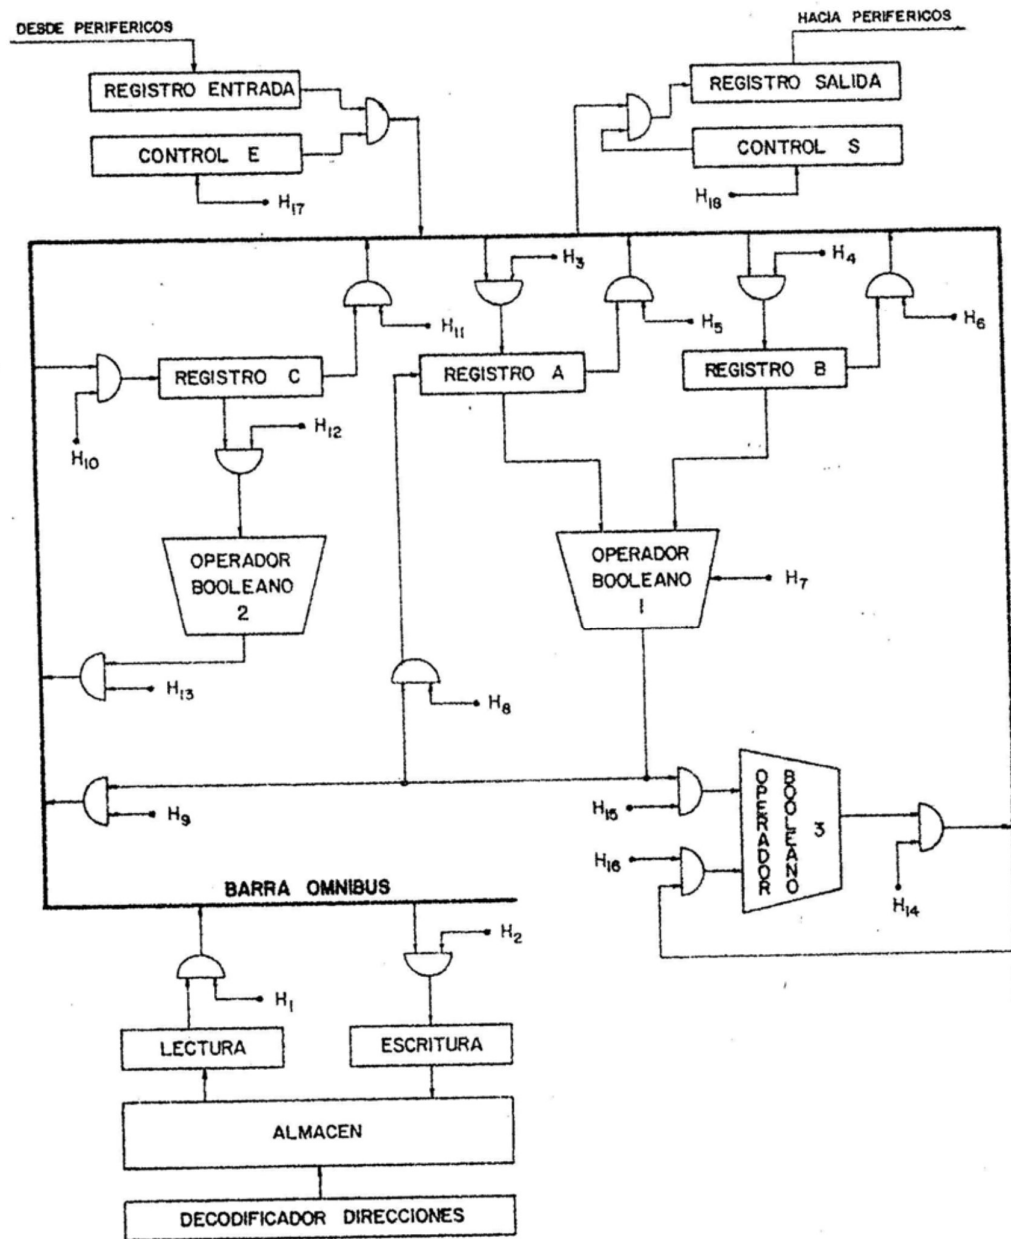 DESDE PERIFERICOS
HACIA PERIFERICOS
REGISTRO ENTRADA
REGISTRO SALIDA
CONTROL E
CONTROL S
H17
H18
H3
H4
H11
H5
H6
REGISTRO C
REGISTRO A
REGISTRO B
H10
H12
OPERADOR
BOOLEANO
2
OPERADOR
BOOLEANO
1
H7
H13
H8
H9
H15
H16
OPERADOR
BOOLEANO
3
H14
BARRA OMNIBUS
H2
H1
LECTURA
ESCRITURA
ALMACEN
DECODIFICADOR DIRECCIONES